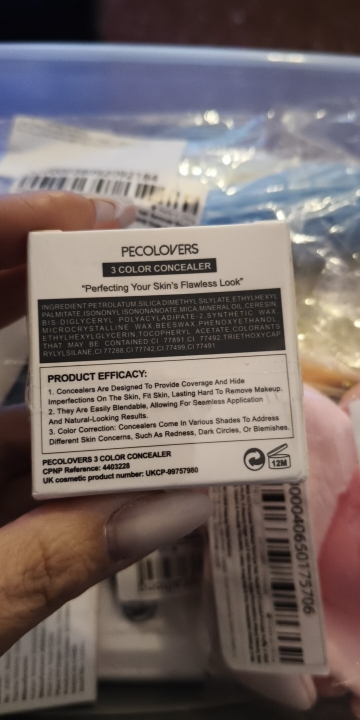 PECOLOVERS
3 COLOR CONCEALER
"Perfecting Your Skin's Flawless Look"
INGREDIENT:PETROLATUM,SILICA DIMETHYL SILYLATE,ETHYLHEXYL
PALMITATE,ISONONYL ISONONANOATE,MICA,MINERAL OIL,CERESIN,
BIS-DIGLYCERYL POLYACYLADIPATE-2,SYNTHETIC WAX,
MICROCRYSTALLINE WAX,BEESWAX,PHENOXYETHANOL,
ETHYLHEXYLGLYCERIN,TOCOPHERYL ACETATE,COLORANTS
THAT MAY BE CONTAINED:CI 77891,CI 77492,TRIETHOXYCAP
RYLYLSILANE,CI 77268,CI 77742 CI 77499,CI 77491
PRODUCT EFFICACY:
1. Concealers Are Designed To Provide Coverage And Hide
Imperfections On The Skin, Fit Skin, Lasting Hard To Remove Makeup.
2. They Are Easily Blendable, Allowing For Seamless Application
And Natural-Looking Results.
3. Color Correction: Concealers Come In Various Shades To Address
Different Skin Concerns, Such As Redness, Dark Circles, Or Blemishes.
PECOLOVERS 3 COLOR CONCEALER
CPNP Reference: 4403228
UK cosmetic product number: UKCP-99757980
12M